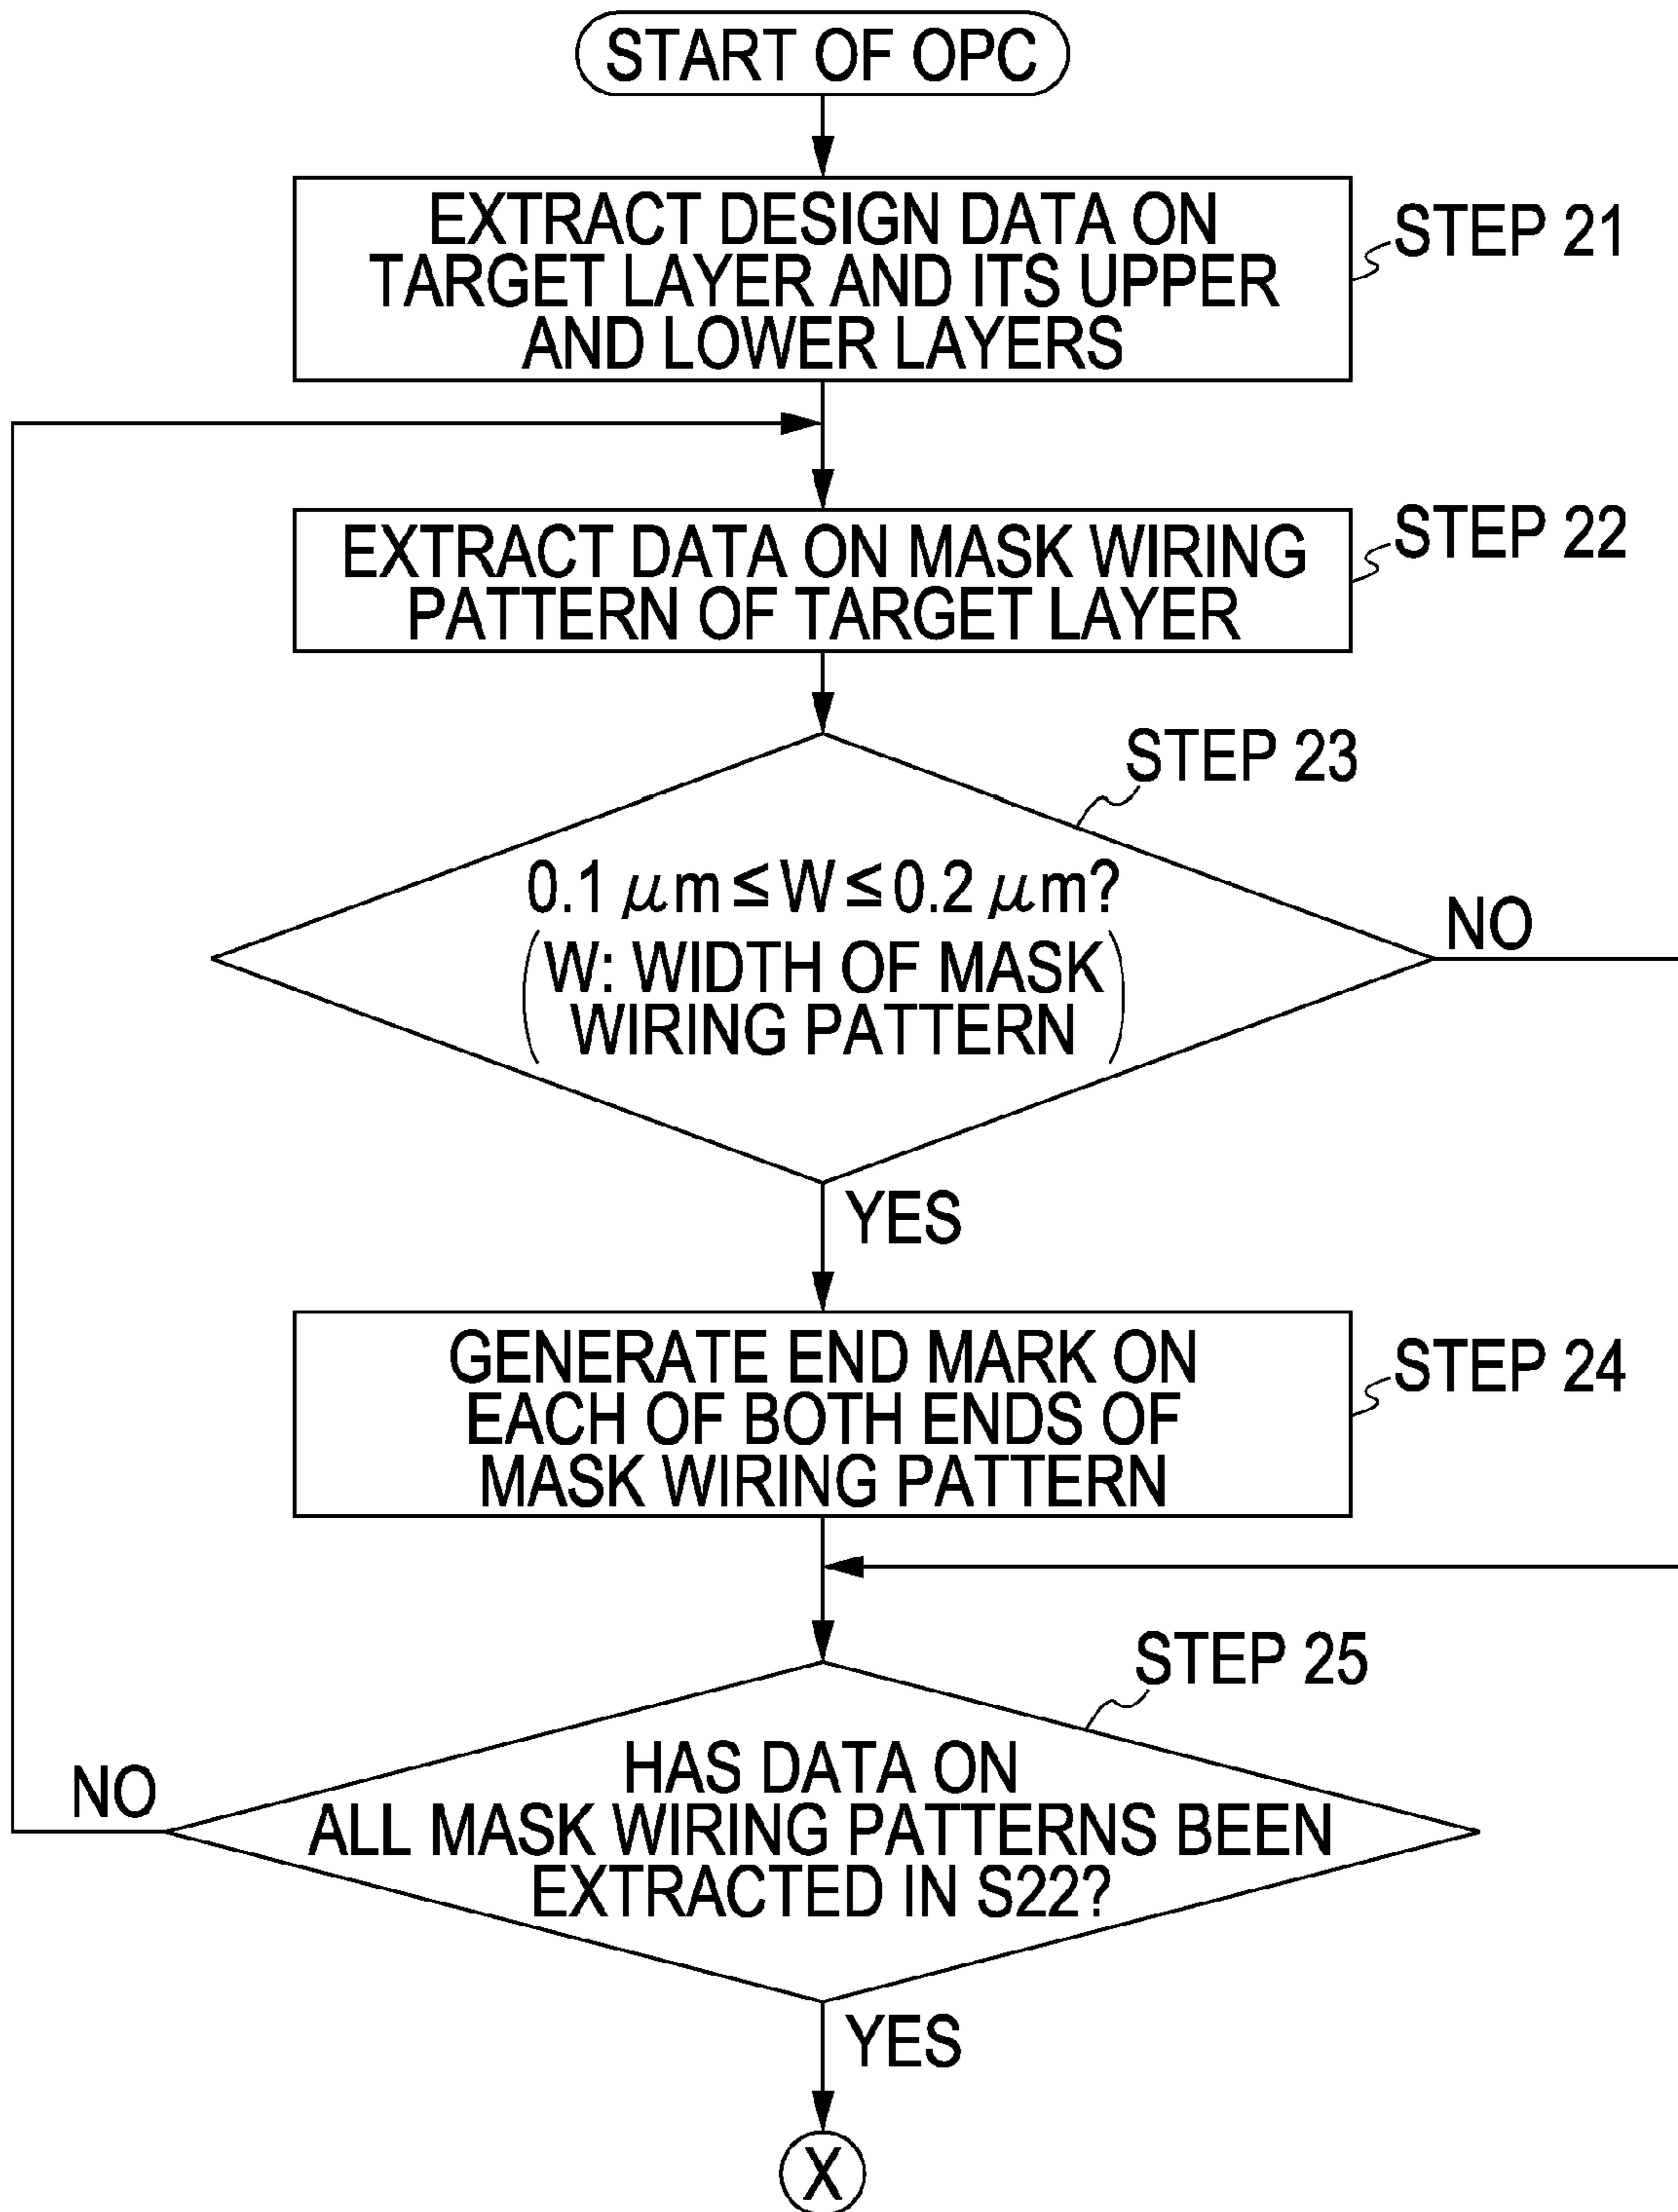 START OF OPC
EXTRACT DESIGN DATA ON
TARGET LAYER AND ITS UPPER
AND LOWER LAYERS
STEP 21
EXTRACT DATA ON MASK WIRING
PATTERN OF TARGET LAYER
STEP 22
STEP 23
0.1 μm ≤ W ≤ 0.2 μm?
(W: WIDTH OF MASK
WIRING PATTERN)
NO
YES
GENERATE END MARK ON
EACH OF BOTH ENDS OF
MASK WIRING PATTERN
STEP 24
STEP 25
HAS DATA ON
ALL MASK WIRING PATTERNS BEEN
EXTRACTED IN S22?
NO
YES
X